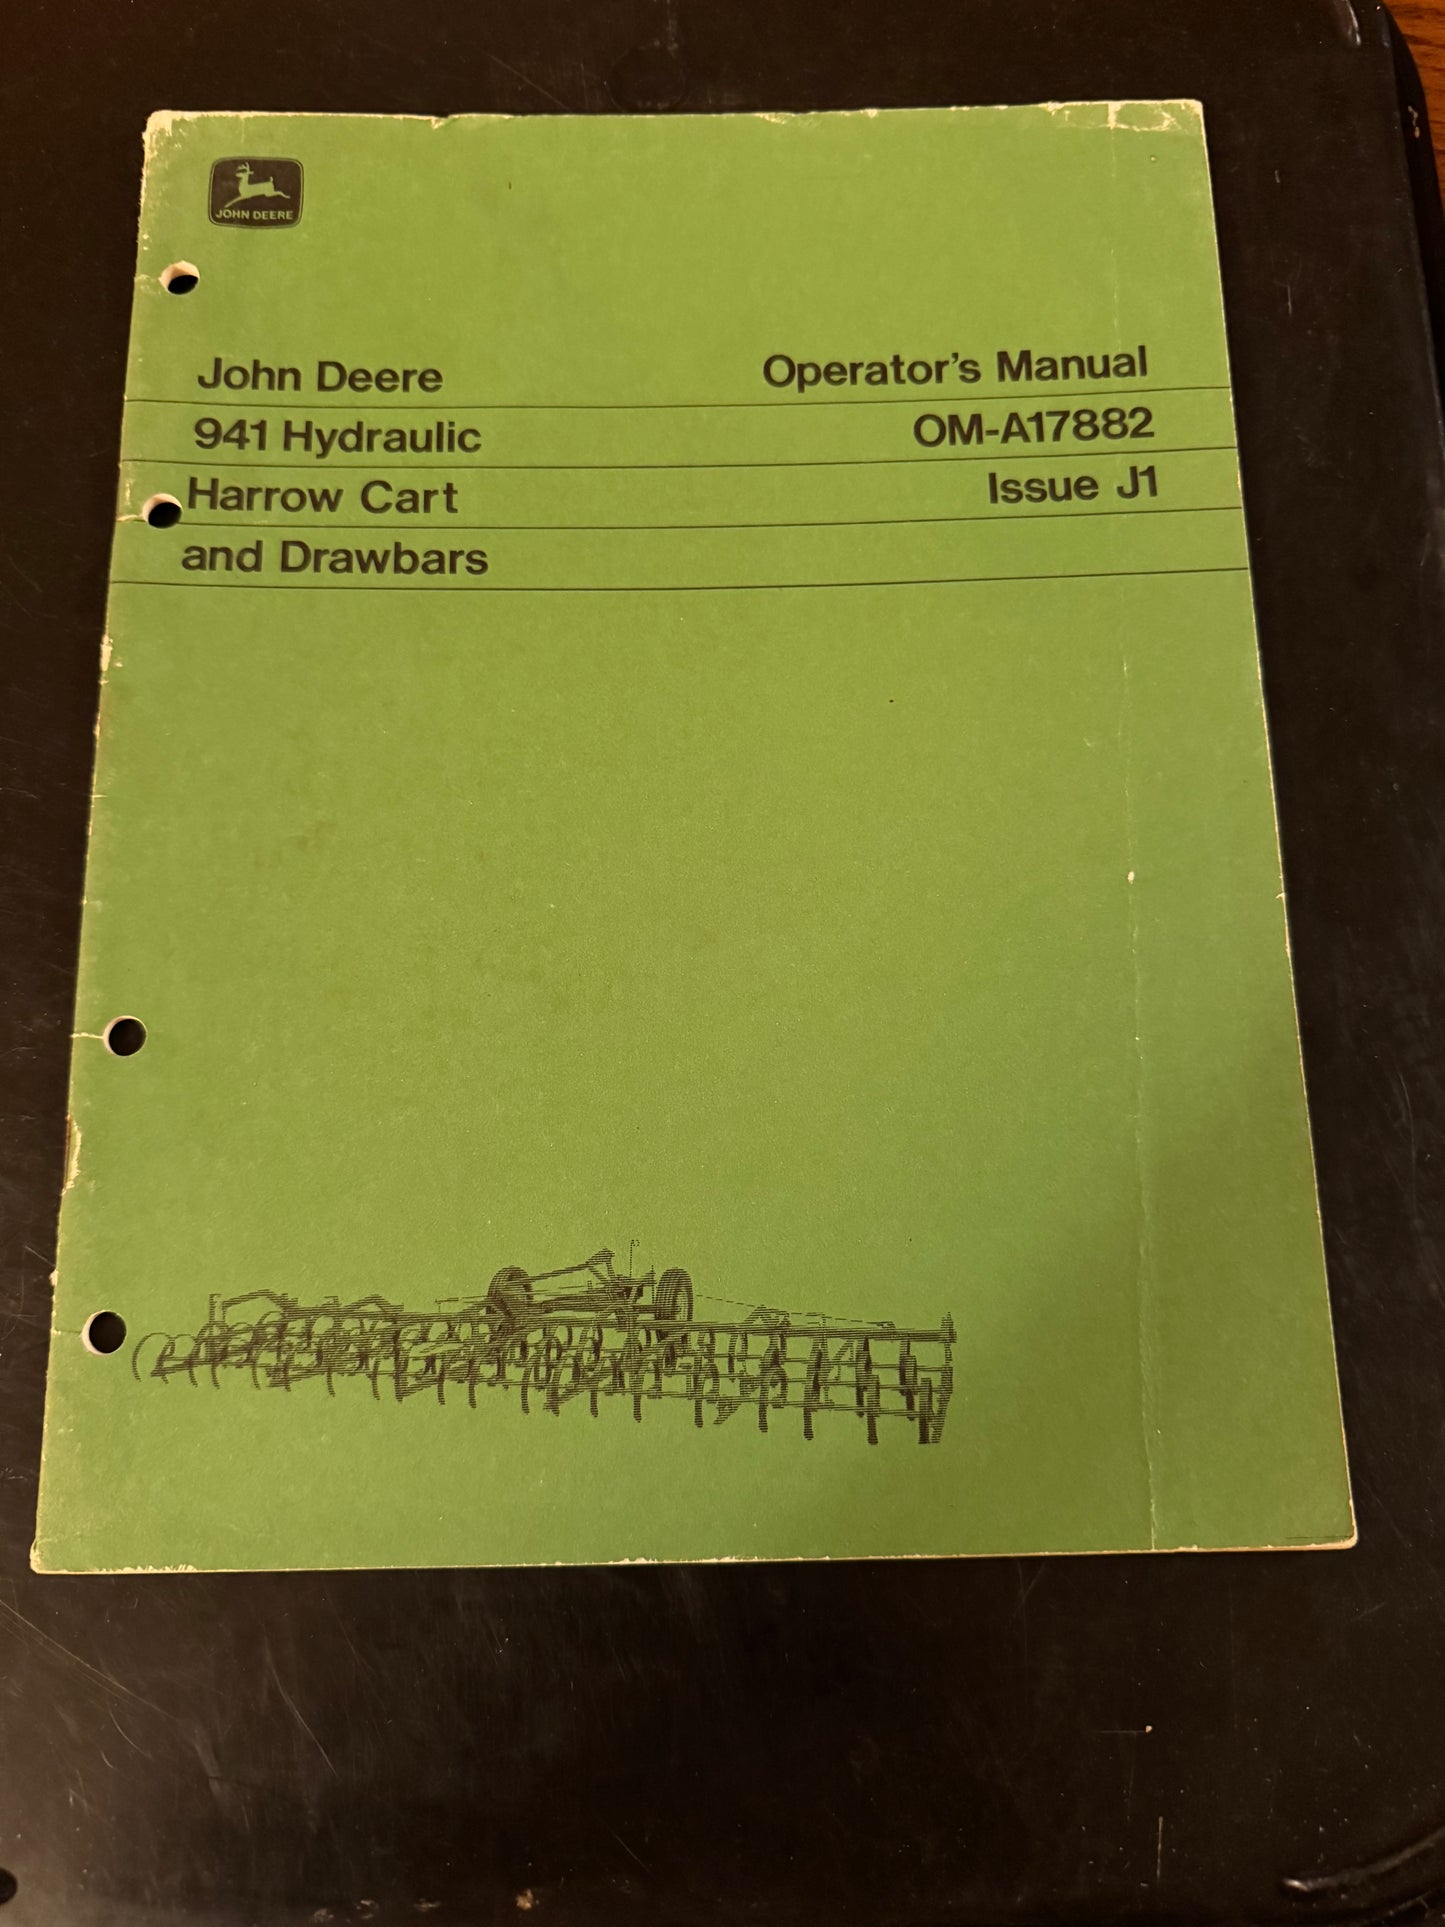 JOHN DEERE
John Deere Operator's Manual
941 Hydraulic OM-A17882
Harrow Cart Issue J1
and Drawbars